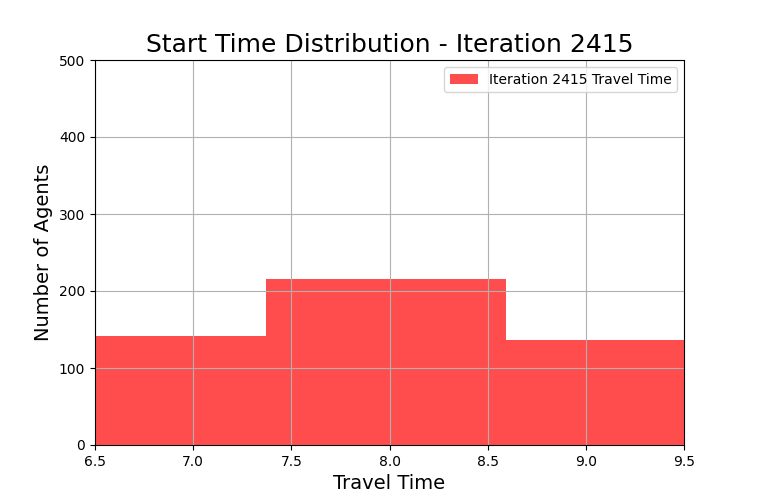 Start Time Distribution - Iteration 2415
Iteration 2415 Travel Time
Number of Agents
500
400
300
200
100
0
6.5 7.0 7.5 8.0 8.5 9.0 9.5
Travel Time